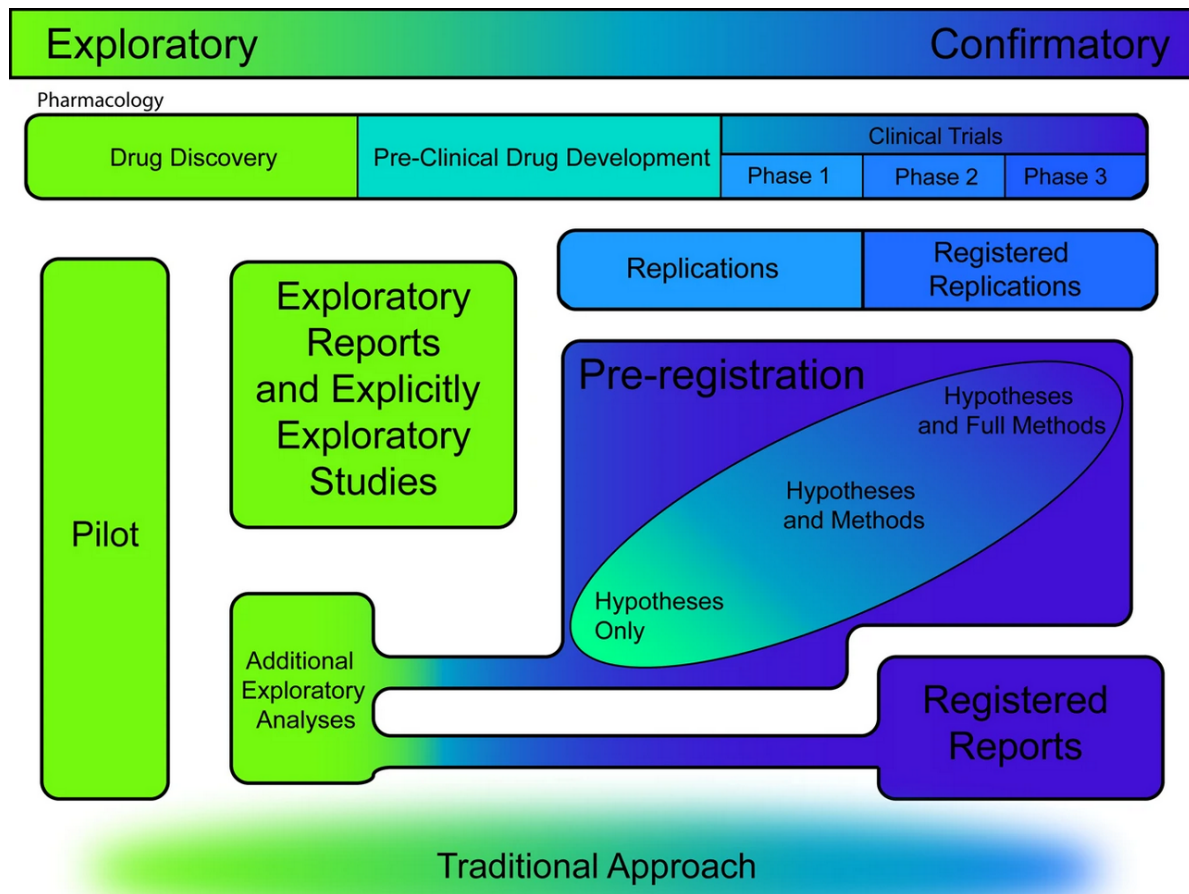 Exploratory
Confirmatory
Pharmacology
Drug Discovery
Pre-Clinical Drug Development
Clinical Trials
Phase 1
Phase 2
Phase 3
Replications
Registered
Replications
Exploratory
Reports
and Explicitly
Exploratory
Studies
Pilot
Pre-registration
Hypotheses
and Full Methods
Hypotheses
and Methods
Hypotheses
Only
Additional
Exploratory
Analyses
Registered
Reports
Traditional Approach